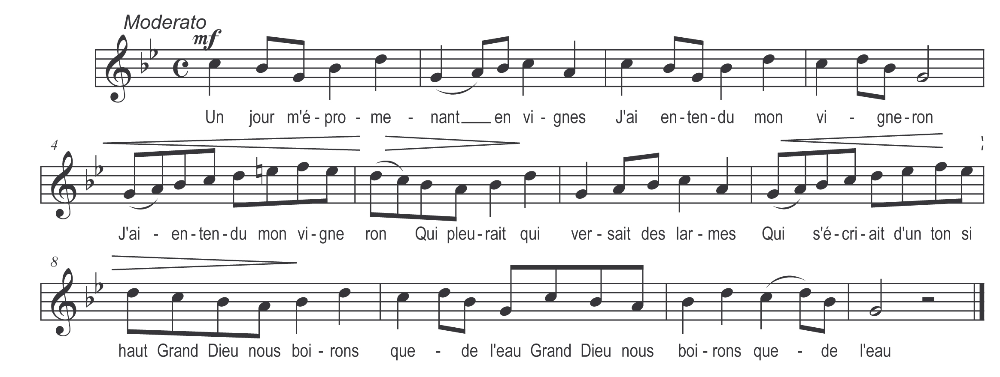 Moderato
mf
Un jour m'é - pro - me - nant en vi - gnes J'ai en - ten - du mon vi - gne - ron
4
J'ai - en - ten - du mon vi - gne ron Qui pleu - rait qui ver - sait des lar - mes Qui s'é - cri - ait d'un ton si
8
haut Grand Dieu nous boi - rons que - de l'eau Grand Dieu nous boi - rons que - de l'eau